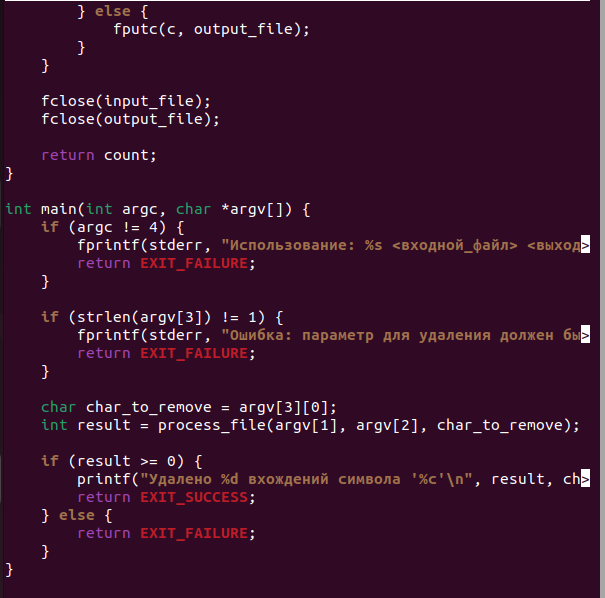 } else {
            fputc(c, output_file);
        }
    }

    fclose(input_file);
    fclose(output_file);

    return count;
}

int main(int argc, char *argv[]) {
    if (argc != 4) {
        fprintf(stderr, "Использование: %s <входной_файл> <выход>
        return EXIT_FAILURE;
    }

    if (strlen(argv[3]) != 1) {
        fprintf(stderr, "Ошибка: параметр для удаления должен бы>
        return EXIT_FAILURE;
    }

    char char_to_remove = argv[3][0];
    int result = process_file(argv[1], argv[2], char_to_remove);

    if (result >= 0) {
        printf("Удалено %d вхождений символа '%c'\n", result, ch>
        return EXIT_SUCCESS;
    } else {
        return EXIT_FAILURE;
    }
}